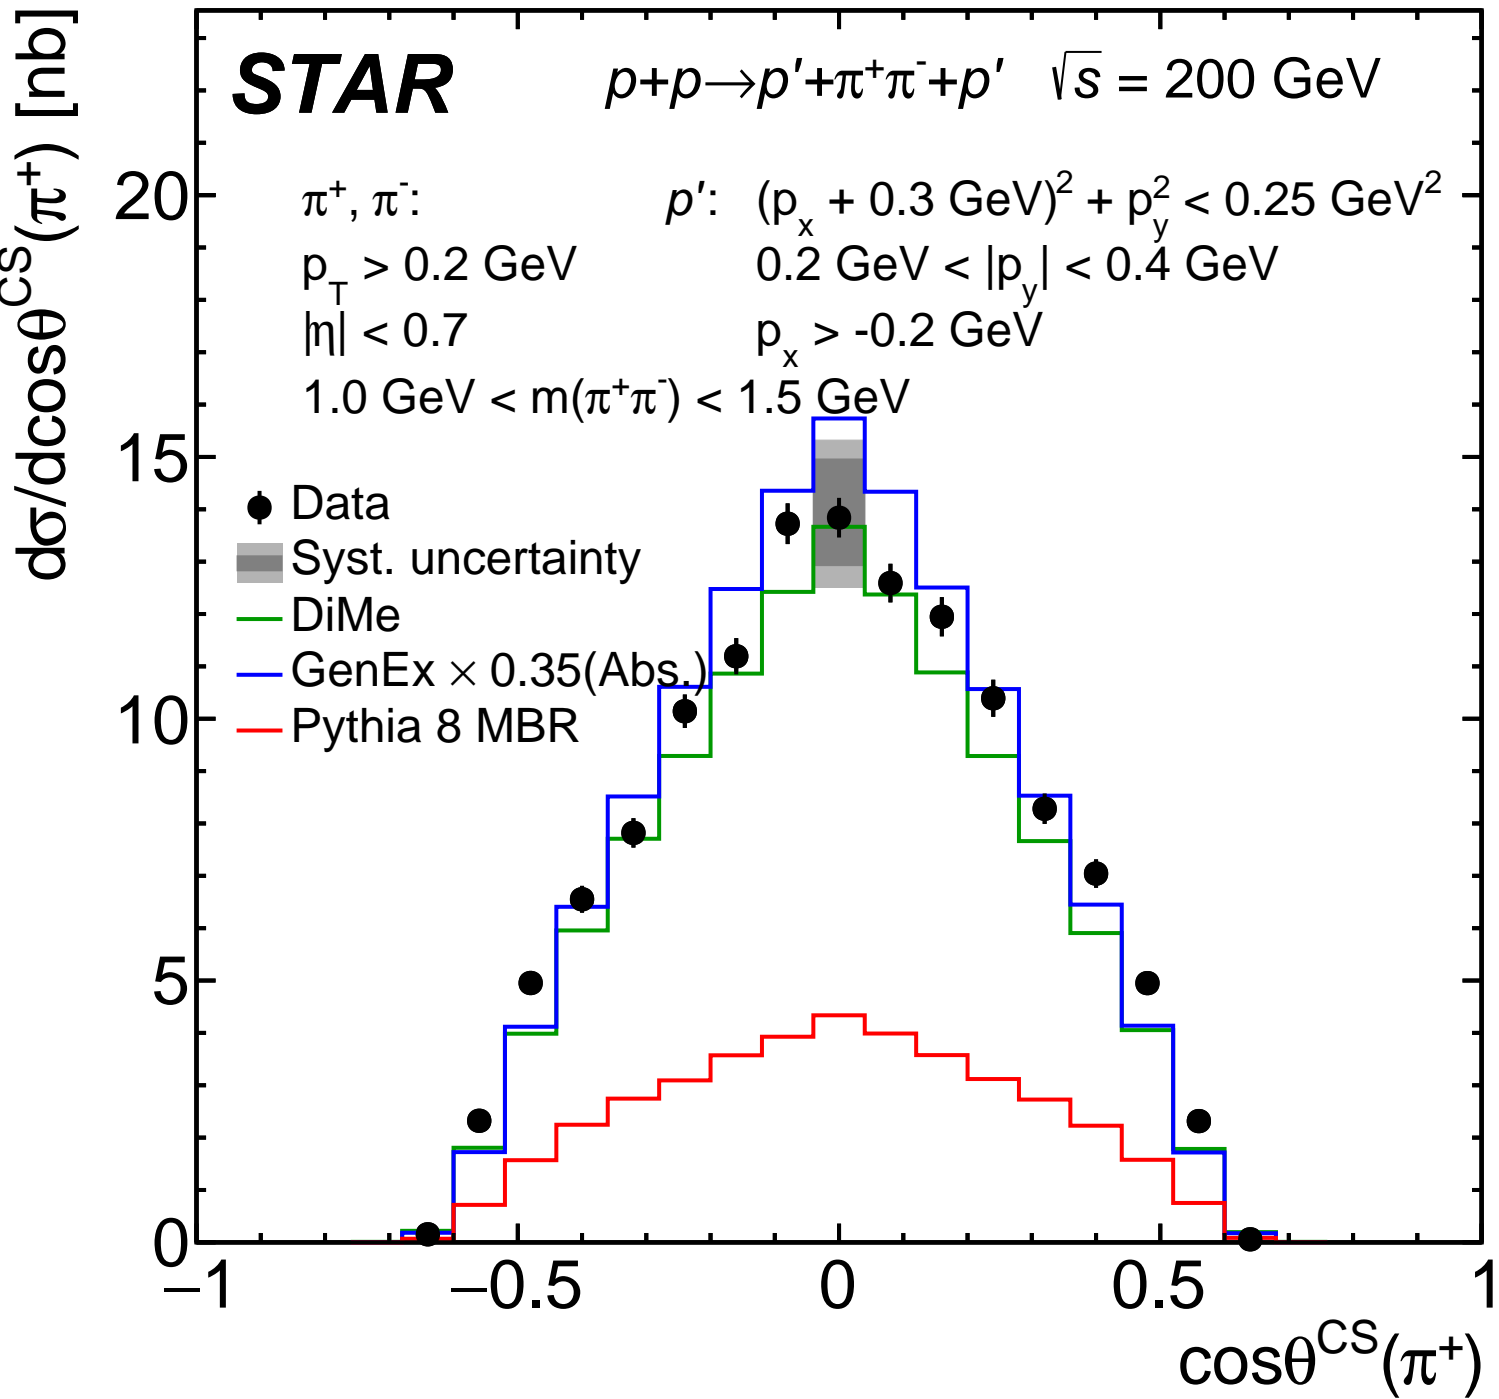 dσ/dcosθ^CS(π⁺) [nb]
STAR p+p→p′+π⁺π⁻+p′ √s = 200 GeV
π⁺, π⁻: p′: (p_x + 0.3 GeV)² + p_y² < 0.25 GeV²
p_T > 0.2 GeV 0.2 GeV < |p_y| < 0.4 GeV
|η| < 0.7 p_x > -0.2 GeV
1.0 GeV < m(π⁺π⁻) < 1.5 GeV
Data
Syst. uncertainty
DiMe
GenEx × 0.35(Abs.)
Pythia 8 MBR
20
15
10
5
0
−1 −0.5 0 0.5 1
cosθ^CS(π⁺)